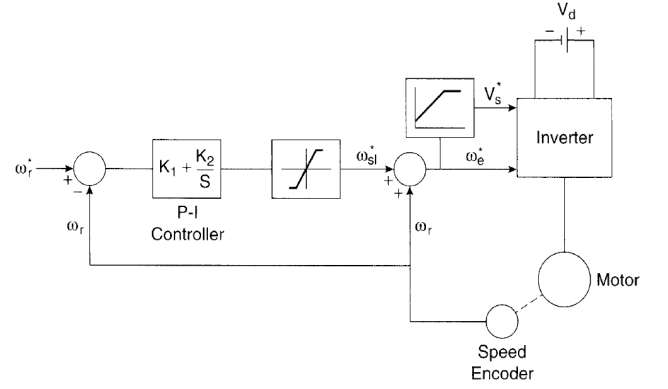 V_d
− +
V_s^*
Inverter
ω_r^*
+
−
K_1 + K_2/S
ω_sl^*
+
+
ω_e^*
P-I
Controller
ω_r
ω_r
Motor
Speed
Encoder